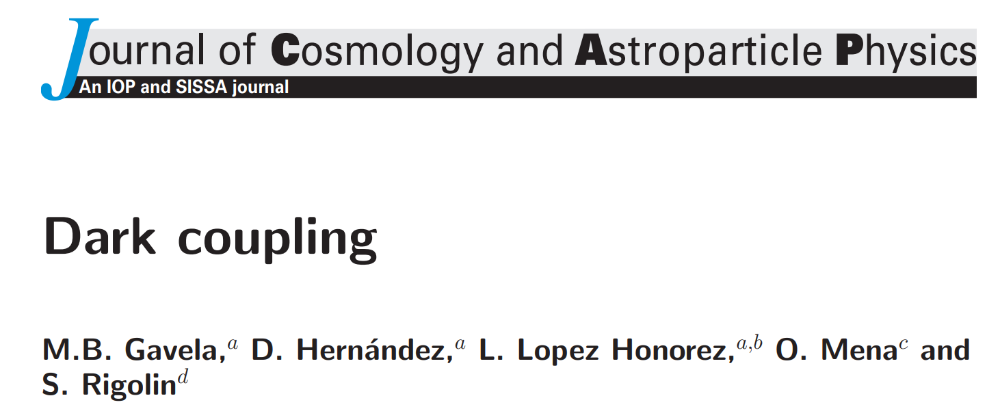 Journal of Cosmology and Astroparticle Physics
An IOP and SISSA journal
Dark coupling
M.B. Gavela,a D. Hernández,a L. Lopez Honorez,a,b O. Menac and
S. Rigolind